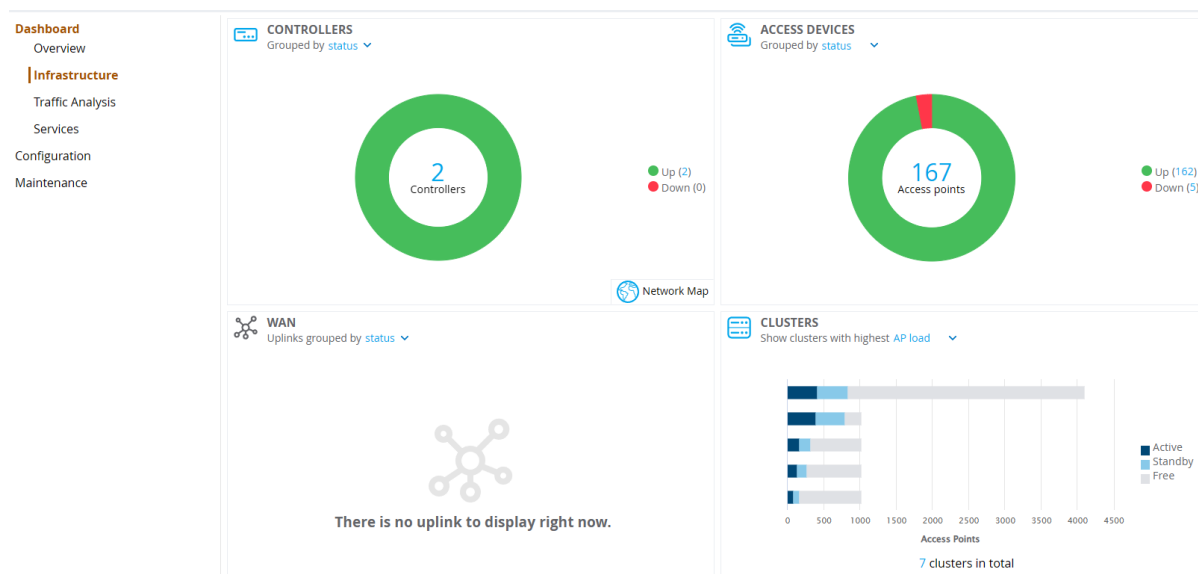 Dashboard
Overview
Infrastructure
Traffic Analysis
Services
Configuration
Maintenance
CONTROLLERS
Grouped by status
2
Controllers
Up (2)
Down (0)
Network Map
ACCESS DEVICES
Grouped by status
167
Access points
Up (162)
Down (5)
WAN
Uplinks grouped by status
There is no uplink to display right now.
CLUSTERS
Show clusters with highest AP load
Active
Standby
Free
0 500 1000 1500 2000 2500 3000 3500 4000 4500
Access Points
7 clusters in total